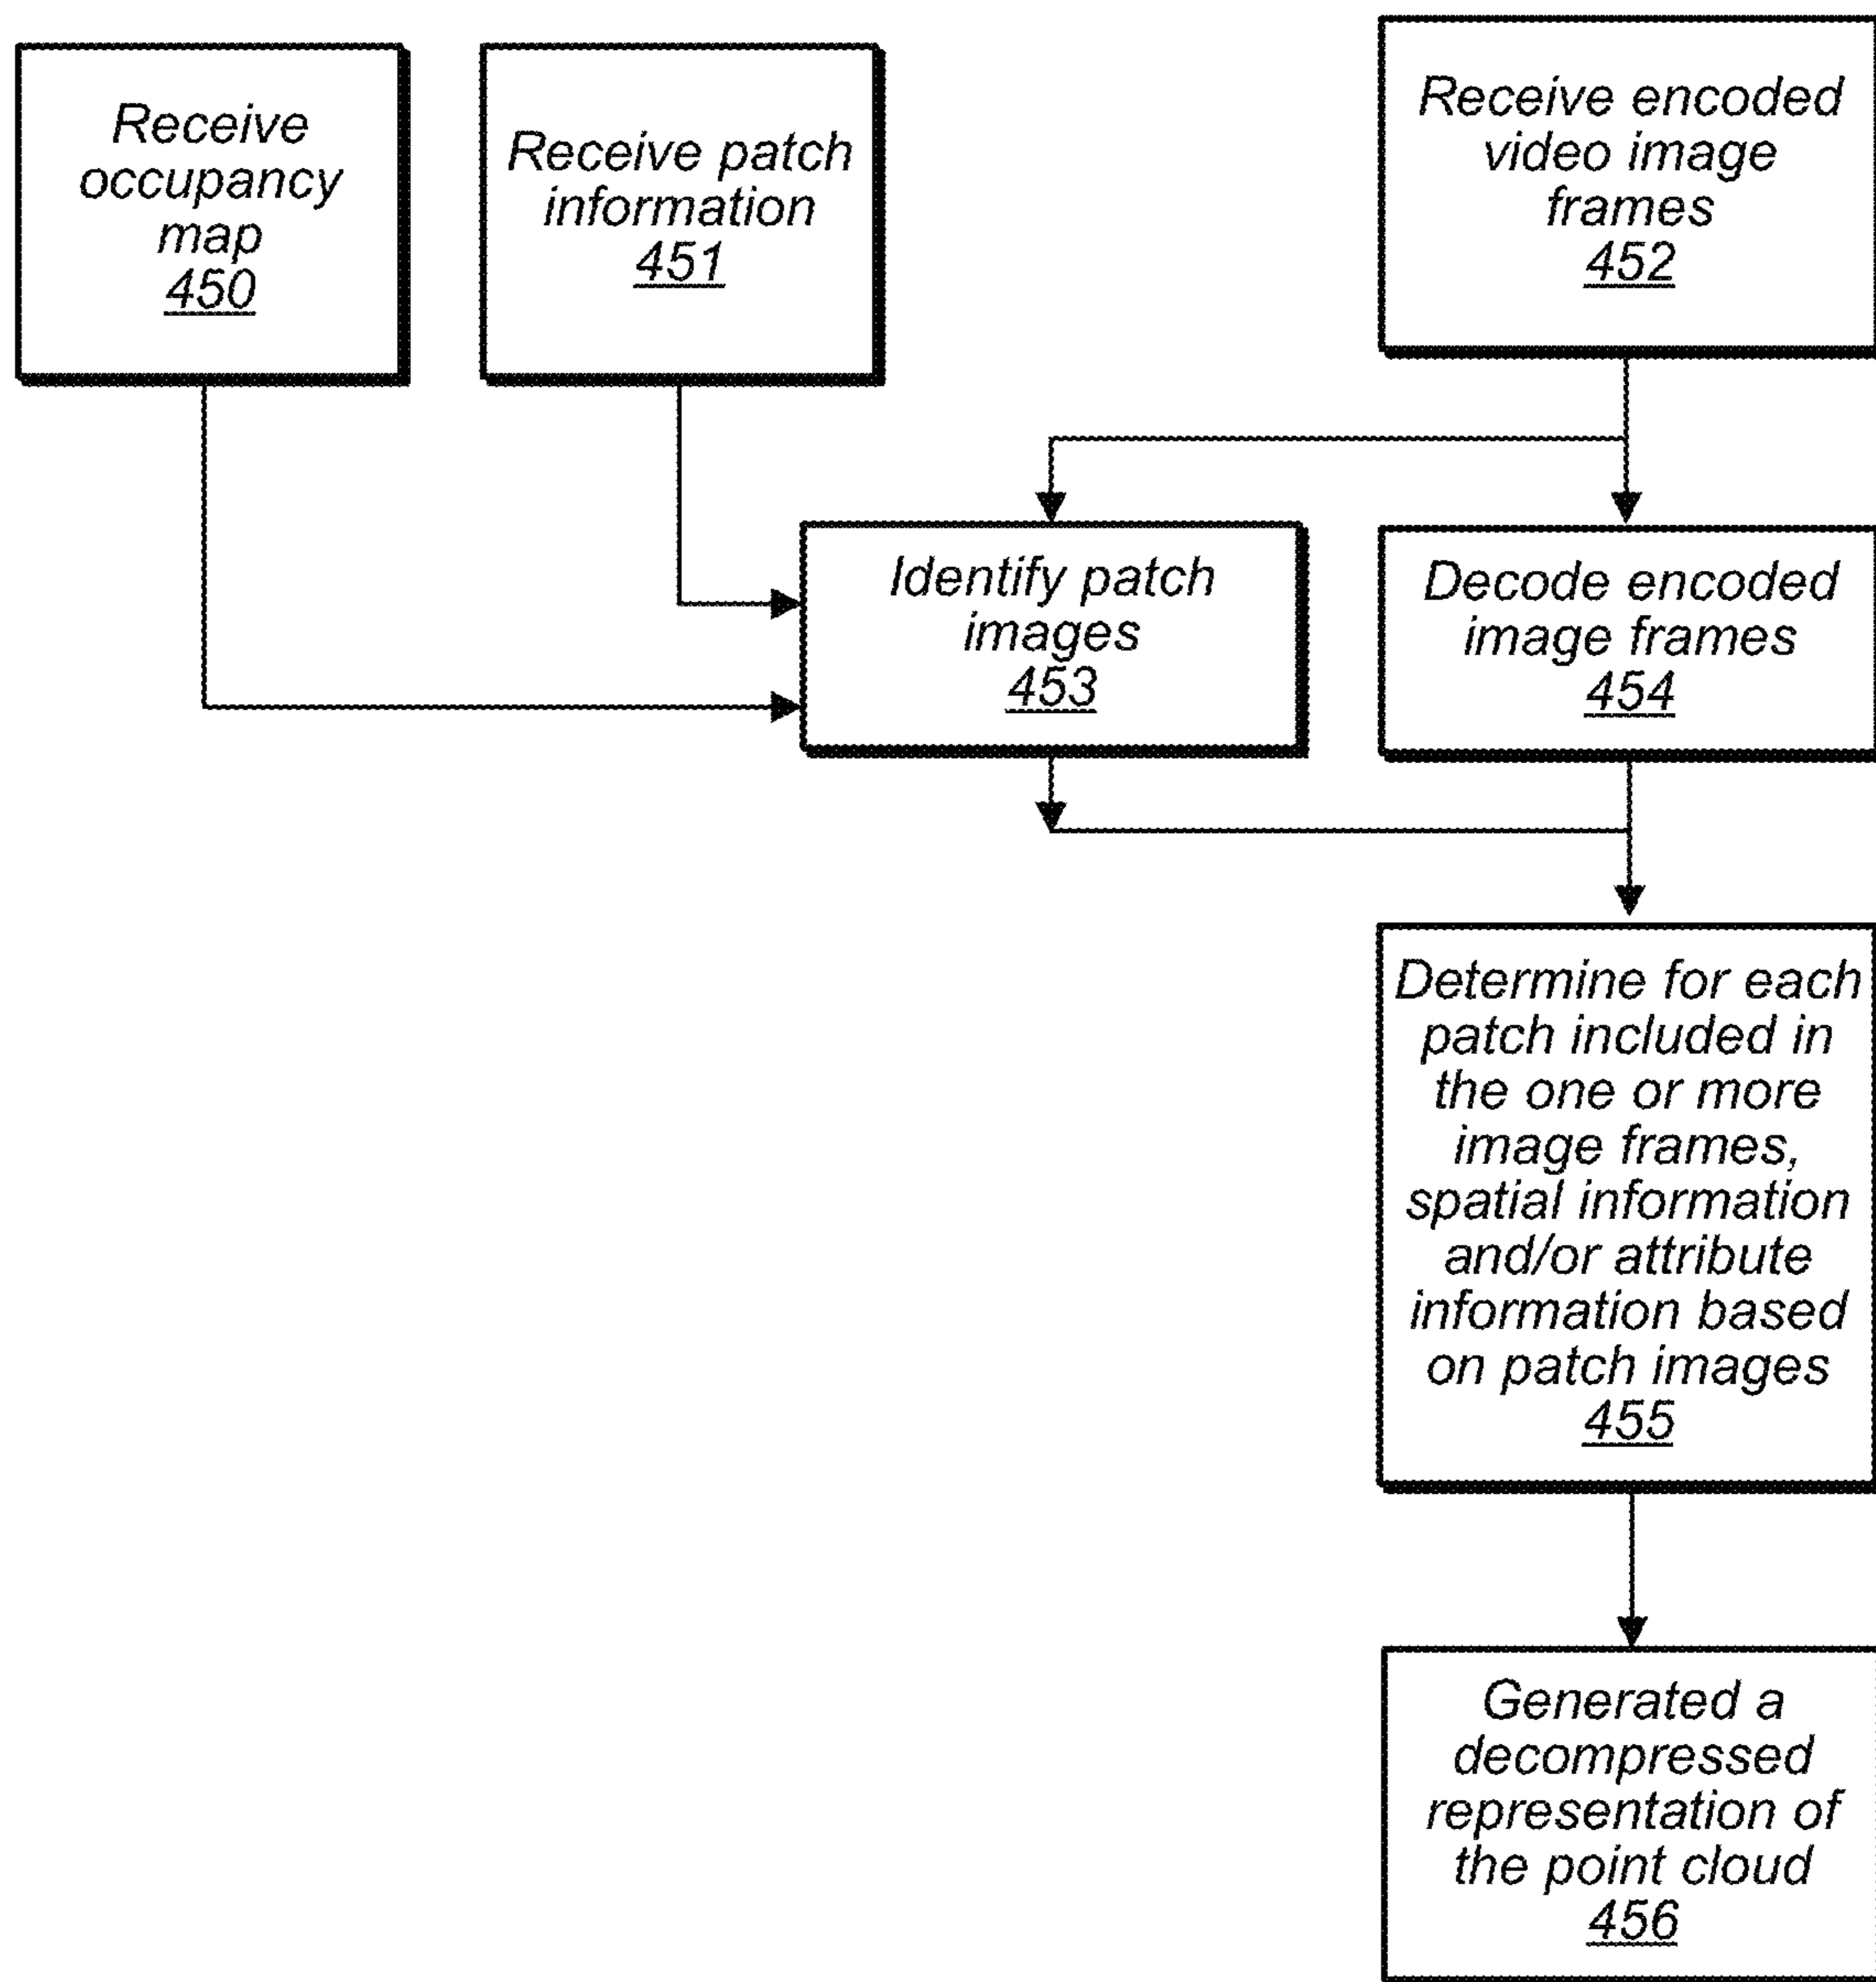 Receive
occupancy
map
450
Receive patch
information
451
Receive encoded
video image
frames
452
Identify patch
images
453
Decode encoded
image frames
454
Determine for each
patch included in
the one or more
image frames,
spatial information
and/or attribute
information based
on patch images
455
Generated a
decompressed
representation of
the point cloud
456